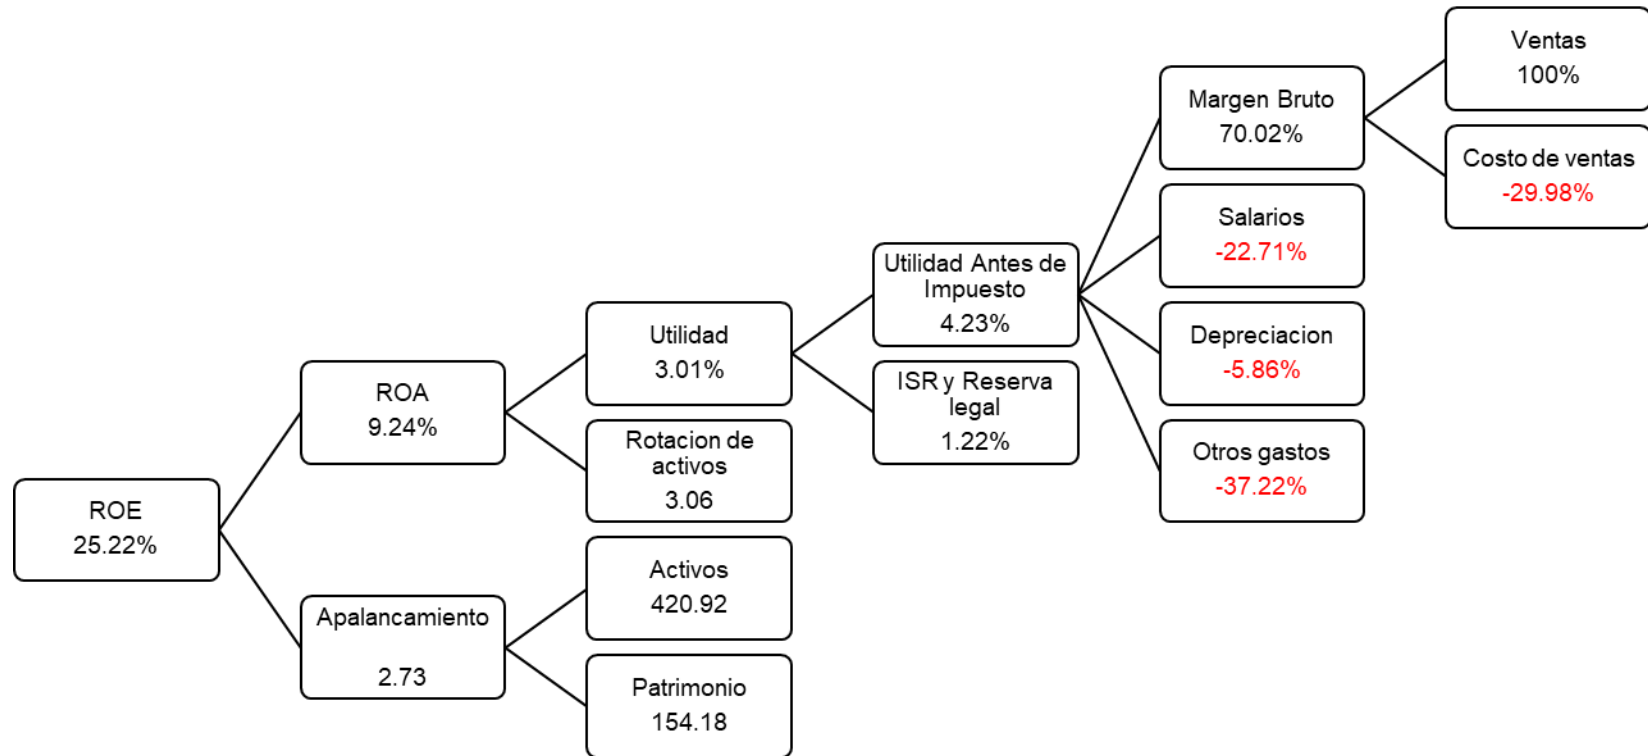 Ventas
100%
Margen Bruto
70.02%
Costo de ventas
-29.98%
Salarios
-22.71%
Utilidad Antes de
Impuesto
4.23%
Utilidad
3.01%
Depreciacion
-5.86%
ROA
9.24%
ISR y Reserva
legal
1.22%
Rotacion de
activos
3.06
Otros gastos
-37.22%
ROE
25.22%
Activos
420.92
Apalancamiento
2.73
Patrimonio
154.18